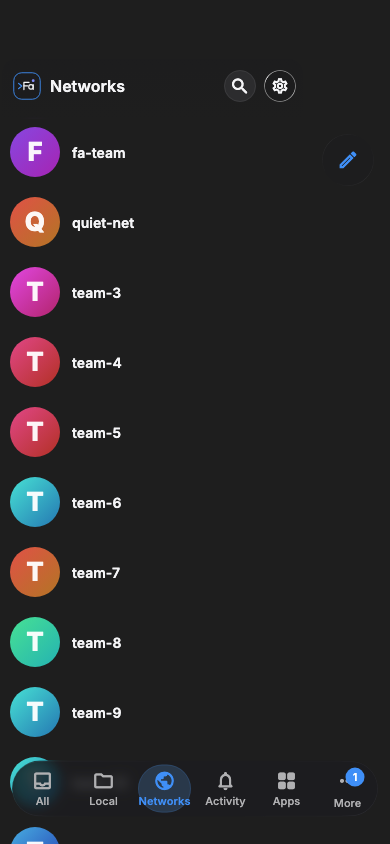 >Fa
Networks
F
fa-team
Q
quiet-net
T
team-3
T
team-4
T
team-5
T
team-6
T
team-7
T
team-8
T
team-9
1
All
Local
Networks
Activity
Apps
More